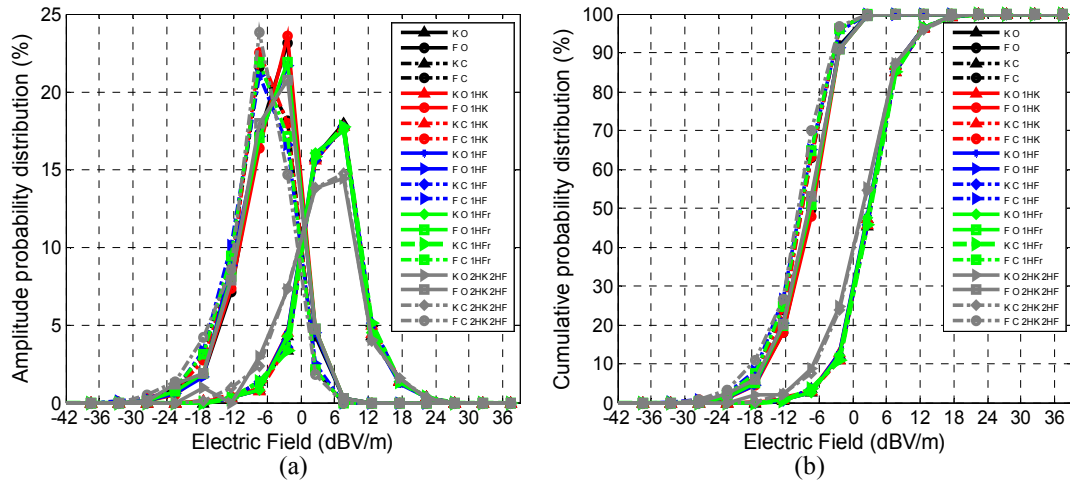 Amplitude probability distribution (%)
25
20
15
10
5
0
-42 -36 -30 -24 -18 -12 -6 0 6 12 18 24 30 36
Electric Field (dBV/m)
K O
F O
K C
F C
K O 1HK
F O 1HK
K C 1HK
F C 1HK
K O 1HF
F O 1HF
K C 1HF
F C 1HF
K O 1HFr
F O 1HFr
K C 1HFr
F C 1HFr
K O 2HK2HF
F O 2HK2HF
K C 2HK2HF
F C 2HK2HF
(a)
Cumulative probability distribution (%)
100
90
80
70
60
50
40
30
20
10
0
-42 -36 -30 -24 -18 -12 -6 0 6 12 18 24 30 36
Electric Field (dBV/m)
K O
F O
K C
F C
K O 1HK
F O 1HK
K C 1HK
F C 1HK
K O 1HF
F O 1HF
K C 1HF
F C 1HF
K O 1HFr
F O 1HFr
K C 1HFr
F C 1HFr
K O 2HK2HF
F O 2HK2HF
K C 2HK2HF
F C 2HK2HF
(b)